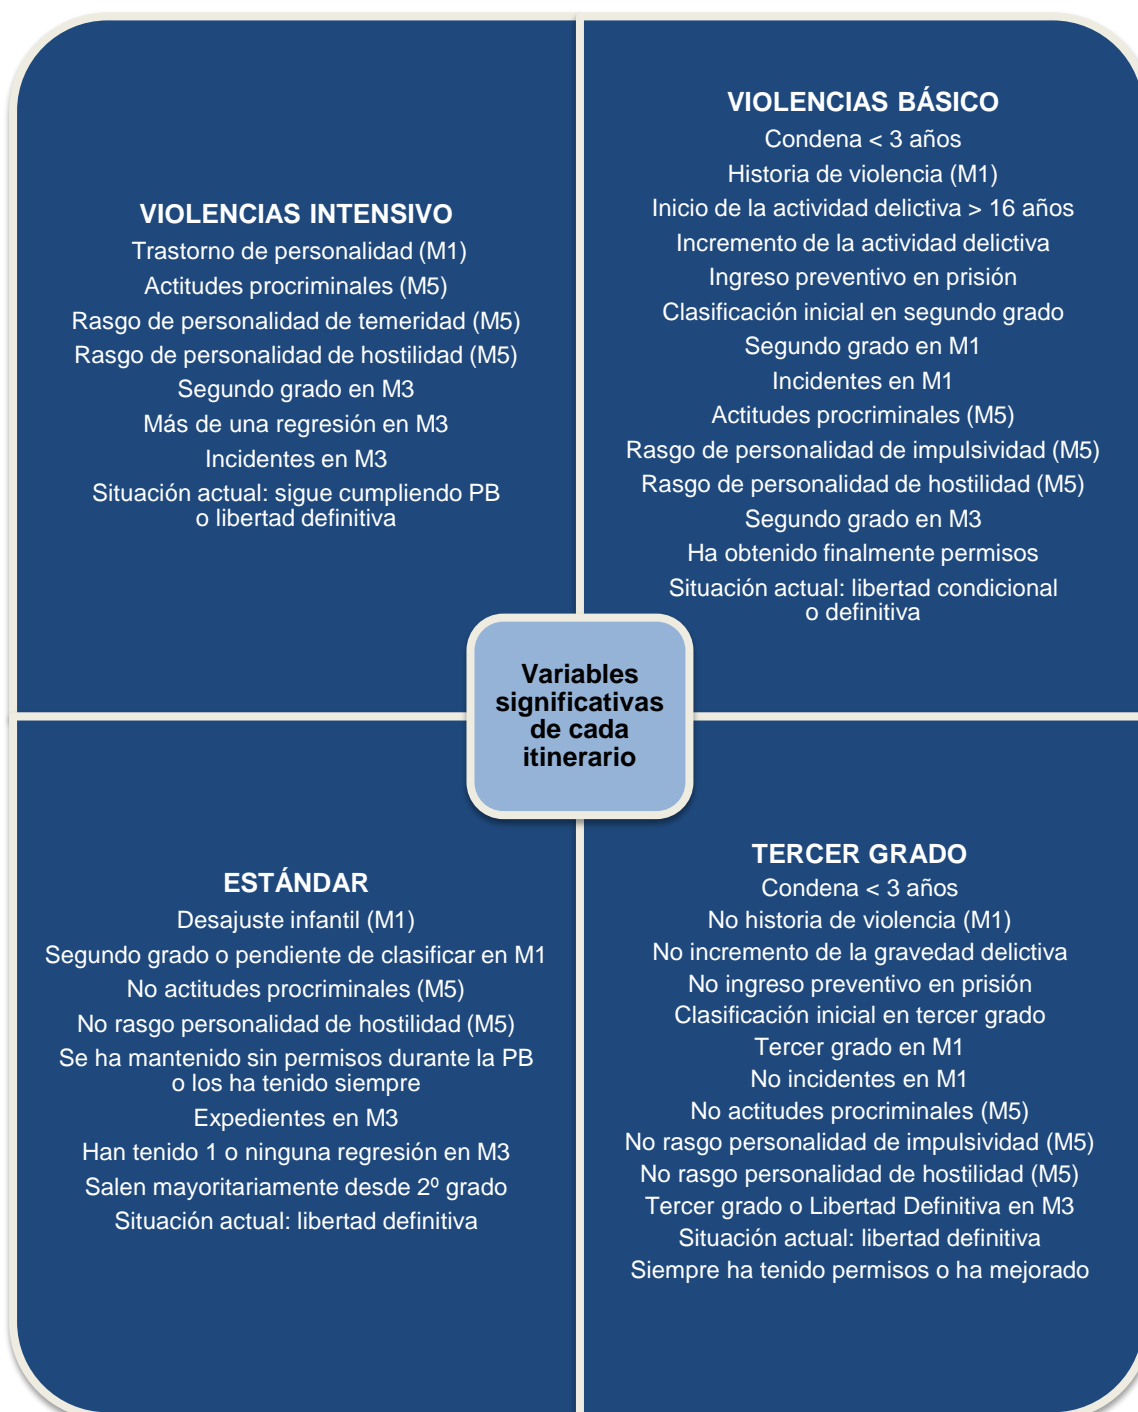 VIOLENCIAS INTENSIVO
Trastorno de personalidad (M1)
Actitudes procriminales (M5)
Rasgo de personalidad de temeridad (M5)
Rasgo de personalidad de hostilidad (M5)
Segundo grado en M3
Más de una regresión en M3
Incidentes en M3
Situación actual: sigue cumpliendo PB
o libertad definitiva
VIOLENCIAS BÁSICO
Condena < 3 años
Historia de violencia (M1)
Inicio de la actividad delictiva > 16 años
Incremento de la actividad delictiva
Ingreso preventivo en prisión
Clasificación inicial en segundo grado
Segundo grado en M1
Incidentes en M1
Actitudes procriminales (M5)
Rasgo de personalidad de impulsividad (M5)
Rasgo de personalidad de hostilidad (M5)
Segundo grado en M3
Ha obtenido finalmente permisos
Situación actual: libertad condicional
o definitiva
Variables
significativas
de cada
itinerario
ESTÁNDAR
Desajuste infantil (M1)
Segundo grado o pendiente de clasificar en M1
No actitudes procriminales (M5)
No rasgo personalidad de hostilidad (M5)
Se ha mantenido sin permisos durante la PB
o los ha tenido siempre
Expedientes en M3
Han tenido 1 o ninguna regresión en M3
Salen mayoritariamente desde 2º grado
Situación actual: libertad definitiva
TERCER GRADO
Condena < 3 años
No historia de violencia (M1)
No incremento de la gravedad delictiva
No ingreso preventivo en prisión
Clasificación inicial en tercer grado
Tercer grado en M1
No incidentes en M1
No actitudes procriminales (M5)
No rasgo personalidad de impulsividad (M5)
No rasgo personalidad de hostilidad (M5)
Tercer grado o Libertad Definitiva en M3
Situación actual: libertad definitiva
Siempre ha tenido permisos o ha mejorado